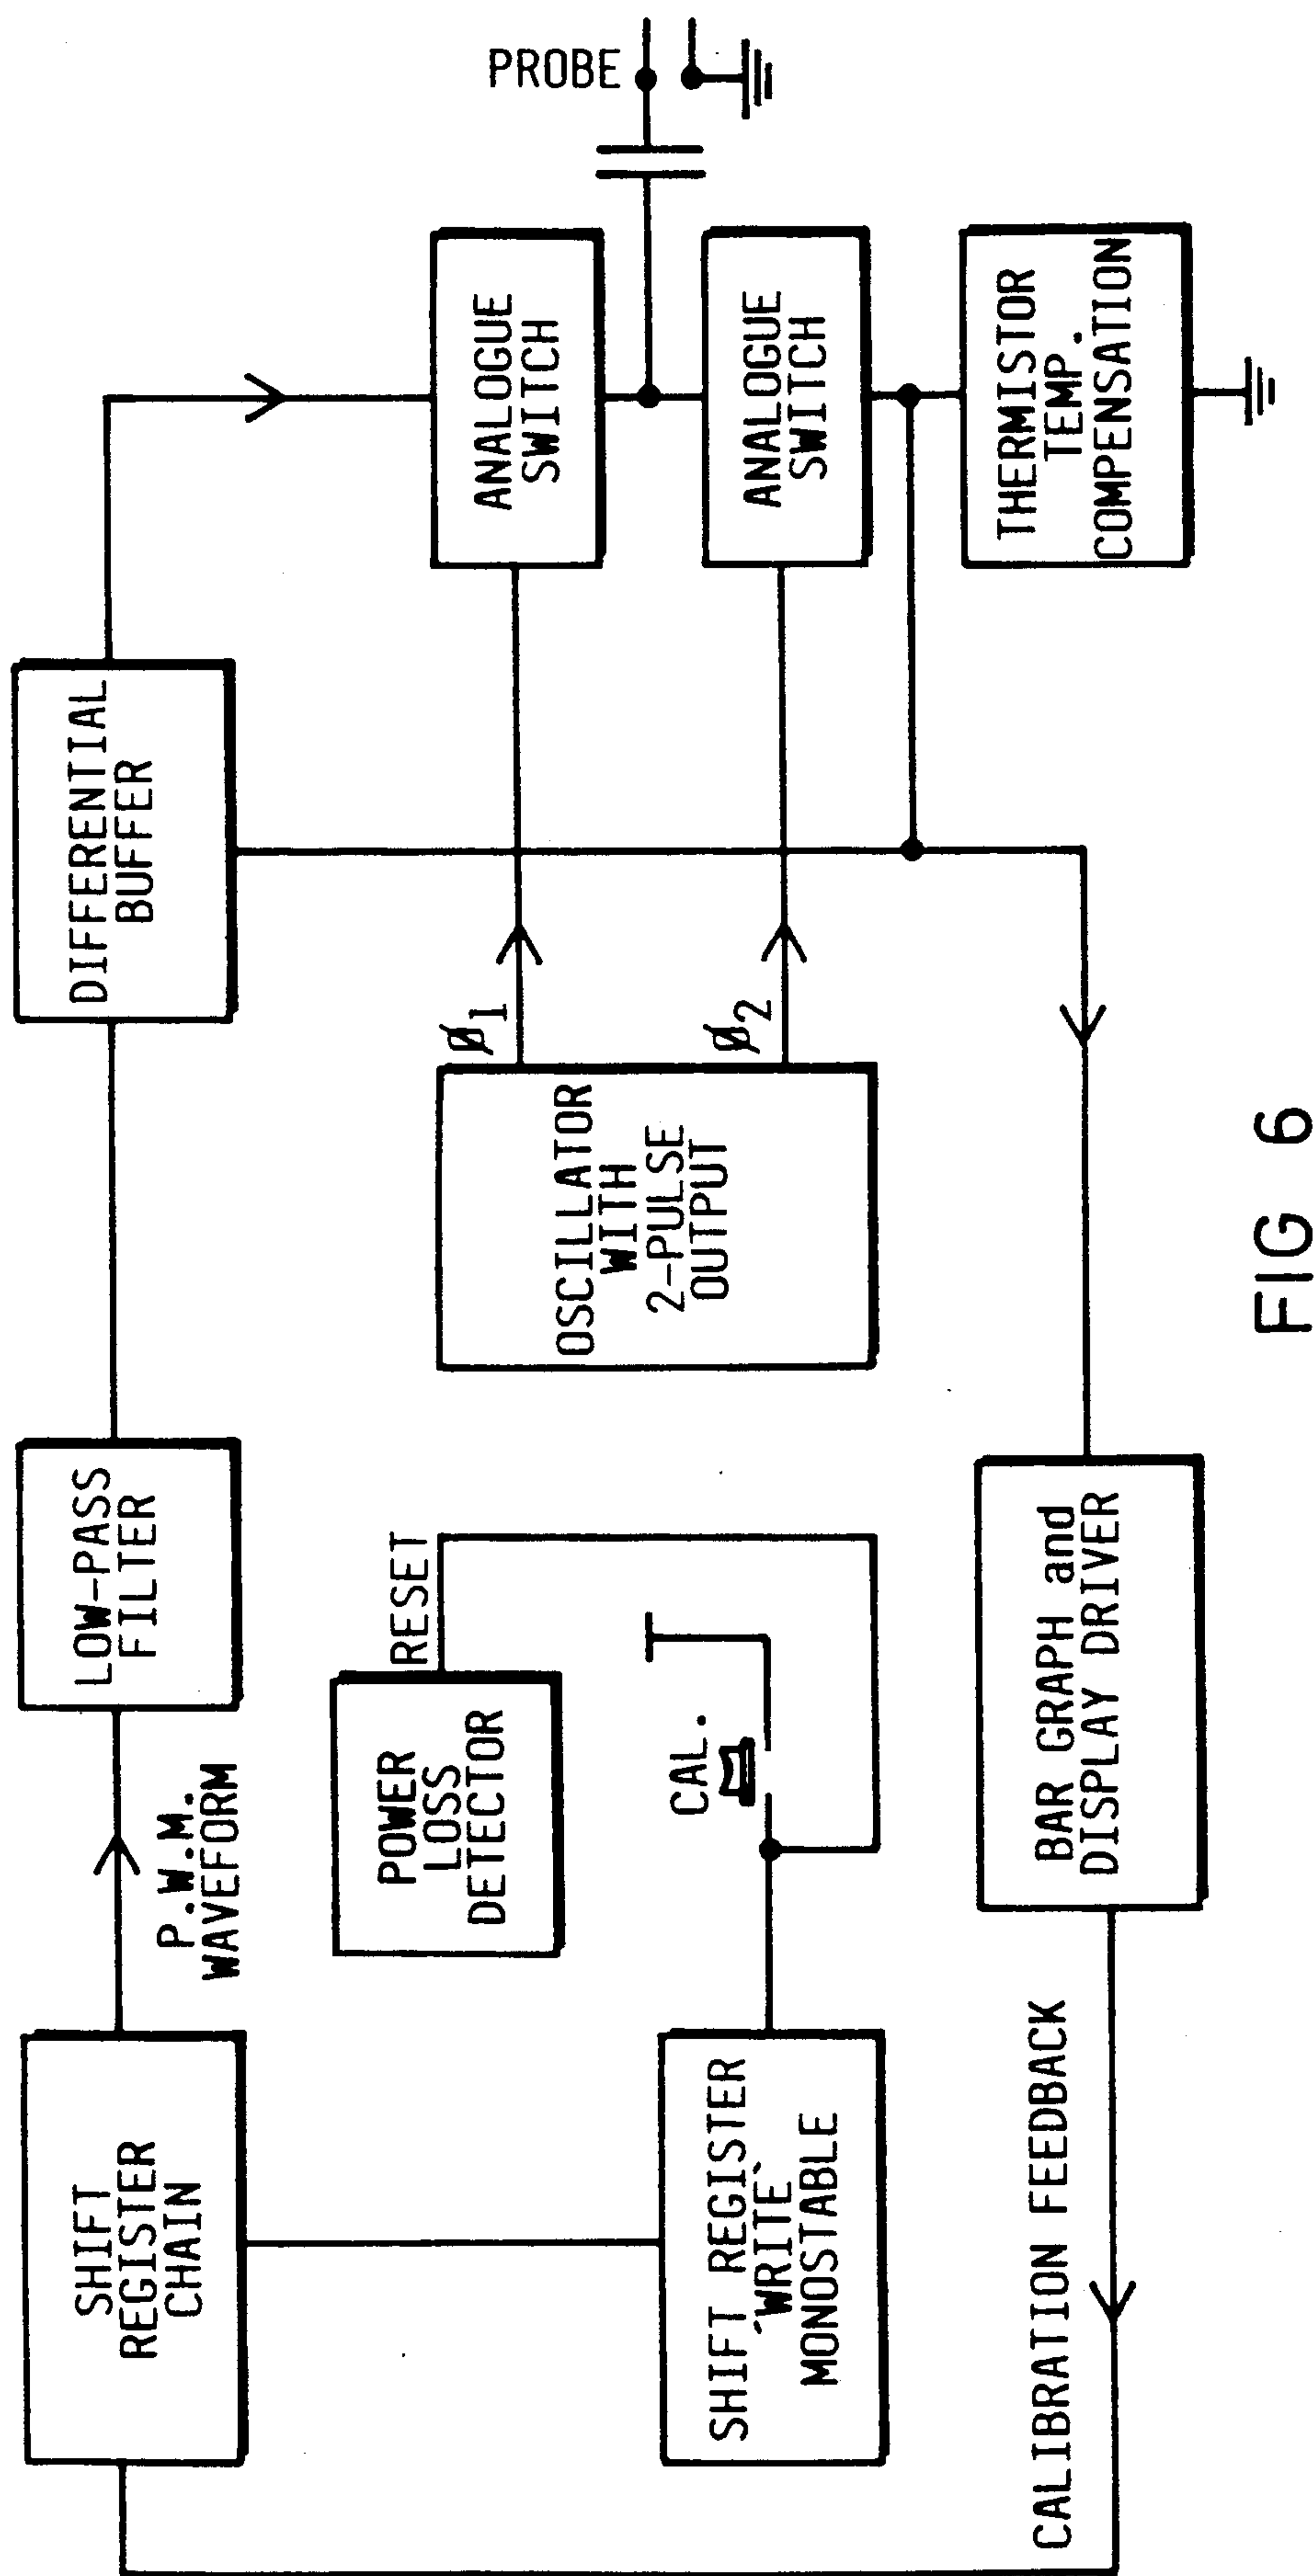 SHIFT
REGISTER
CHAIN
P.W.M.
WAVEFORM
LOW-PASS
FILTER
DIFFERENTIAL
BUFFER
POWER
LOSS
DETECTOR
RESET
OSCILLATOR
WITH
2-PULSE
OUTPUT
Ø1
Ø2
ANALOGUE
SWITCH
PROBE
ANALOGUE
SWITCH
CAL.
SHIFT REGISTER
'WRITE'
MONOSTABLE
THERMISTOR
TEMP.
COMPENSATION
BAR GRAPH and
DISPLAY DRIVER
CALIBRATION FEEDBACK
FIG 6